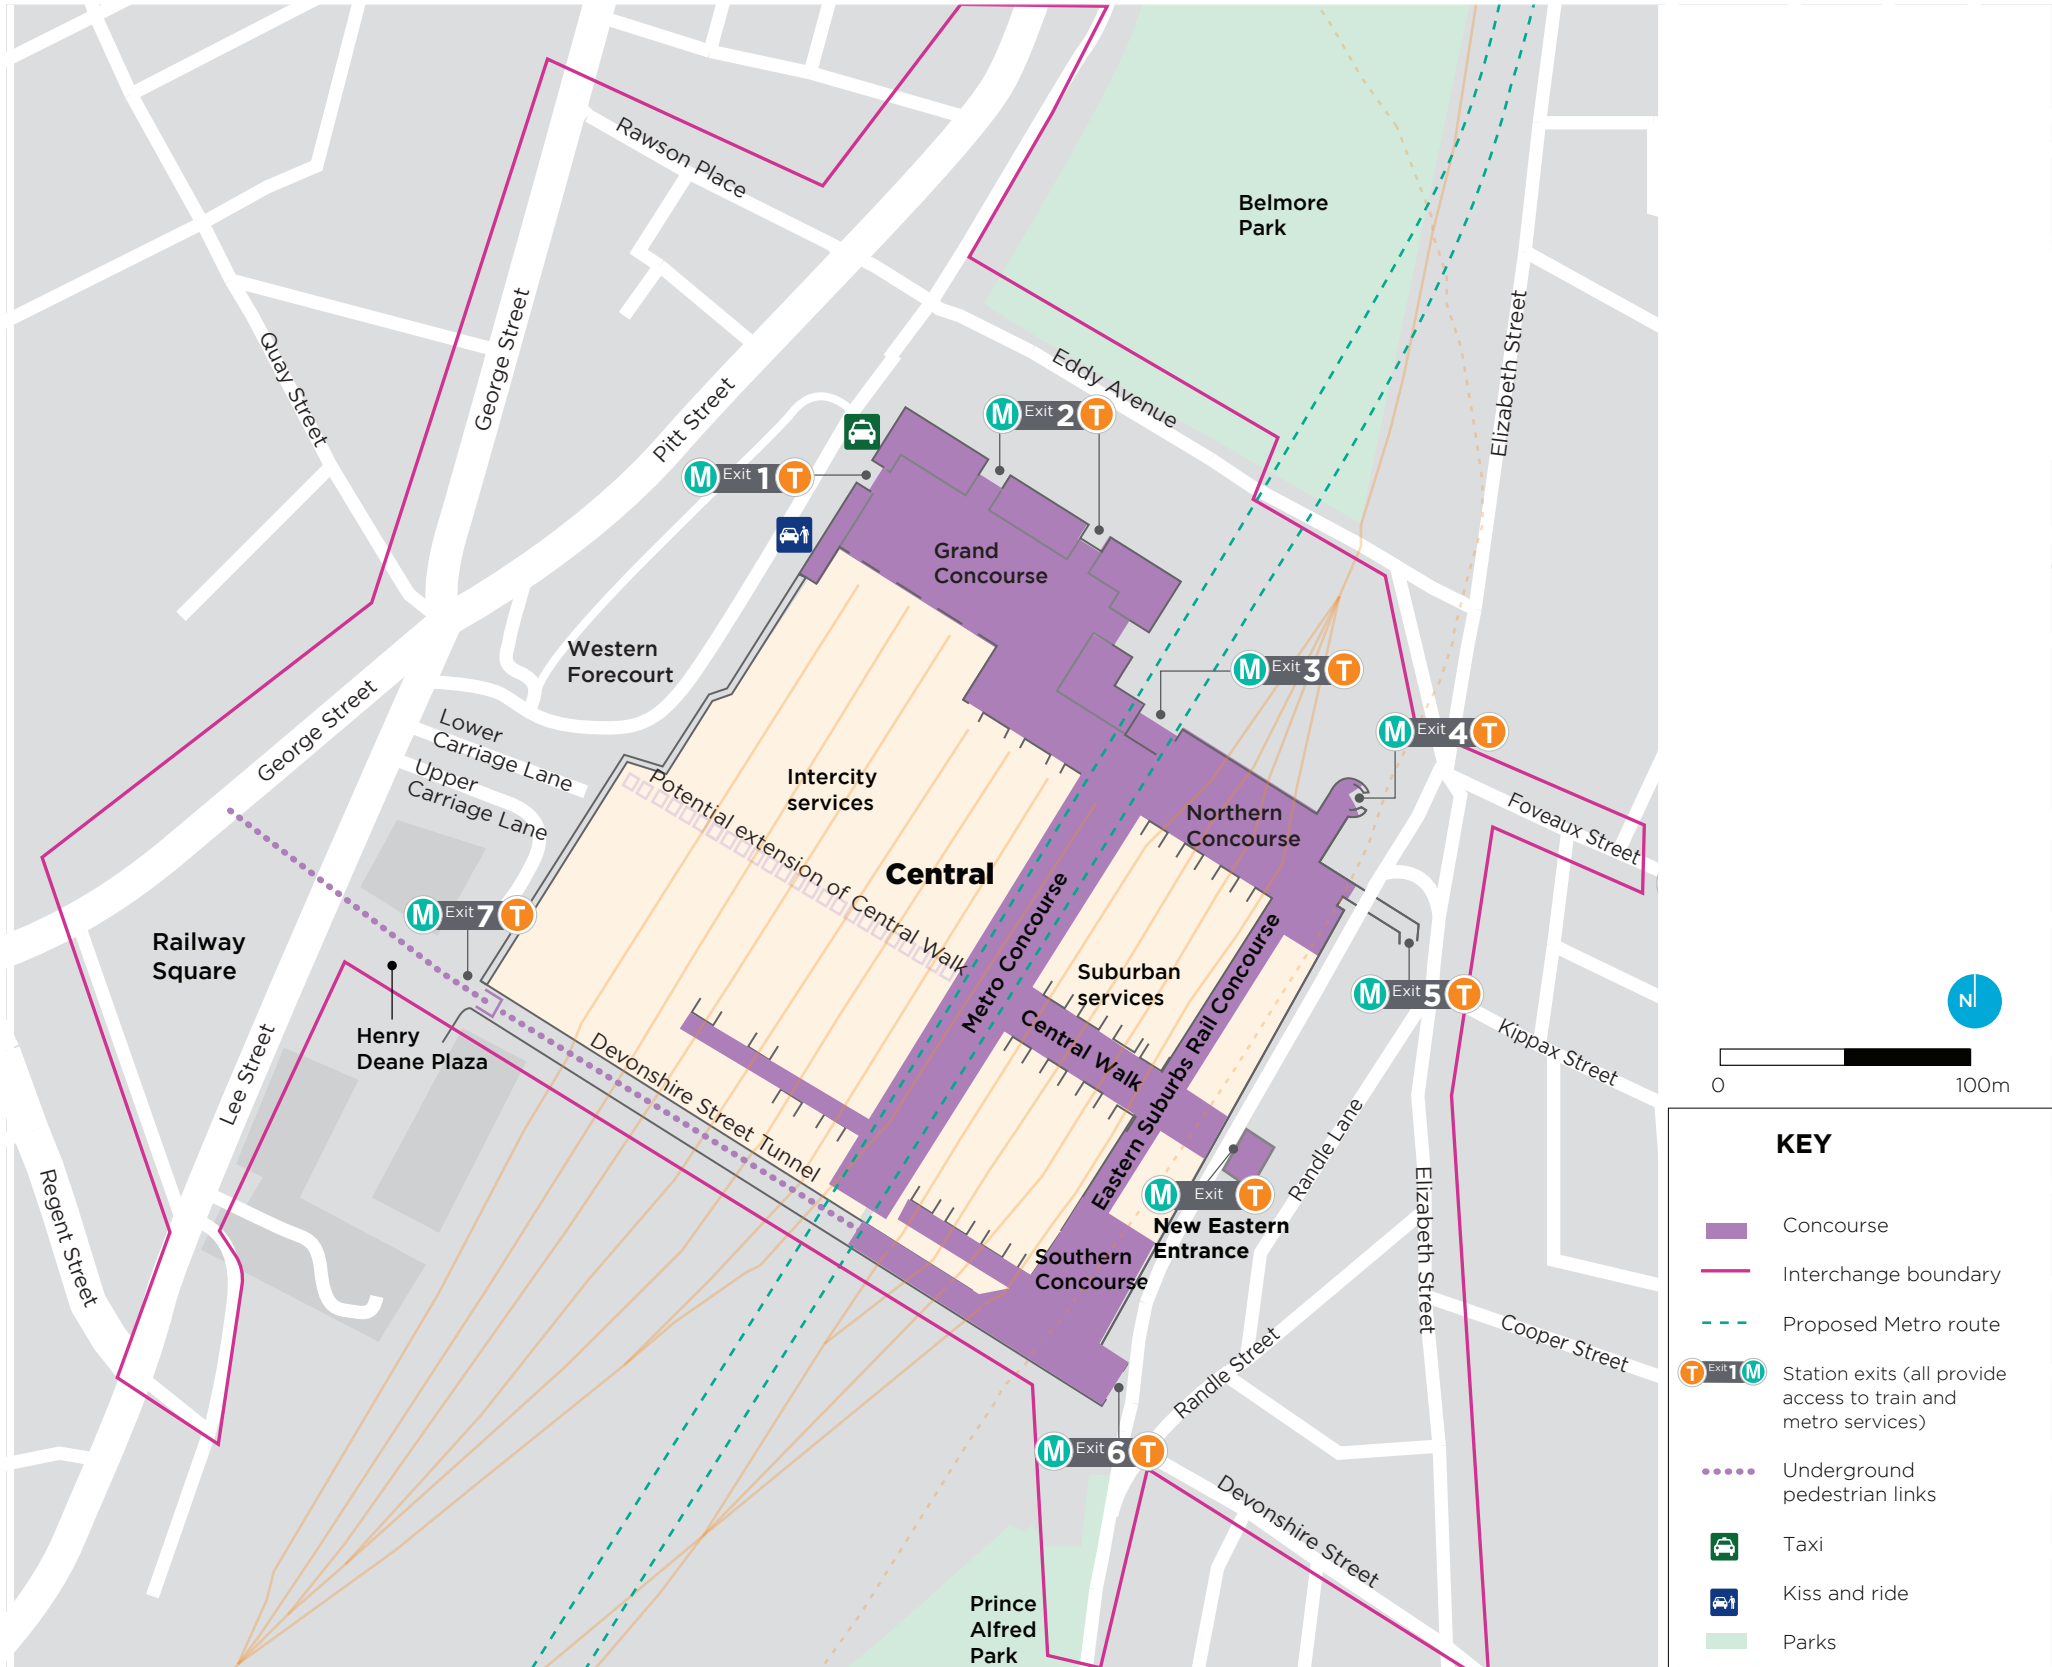 Rawson Place
Belmore
Park
Quay Street
George Street
Pitt Street
Eddy Avenue
Elizabeth Street
M Exit 2 T
M Exit 1 T
Grand
Concourse
Western
Forecourt
M Exit 3 T
M Exit 4 T
George Street
Lower
Carriage Lane
Upper
Carriage Lane
Intercity
services
Potential extension of Central Walk
Northern
Concourse
Foveaux Street
Central
Metro Concourse
M Exit 7 T
Railway
Square
Suburban
services
Eastern Suburbs Rail Concourse
M Exit 5 T
Kippax Street
Central Walk
Henry
Deane Plaza
Lee Street
Devonshire Street Tunnel
Randle Lane
Regent Street
M Exit T
New Eastern
Entrance
Elizabeth Street
Southern
Concourse
Cooper Street
Randle Street
M Exit 6 T
Devonshire Street
Prince
Alfred
Park
N
0 100m
KEY
Concourse
Interchange boundary
Proposed Metro route
T Exit 1 M
Station exits (all provide
access to train and
metro services)
Underground
pedestrian links
Taxi
Kiss and ride
Parks